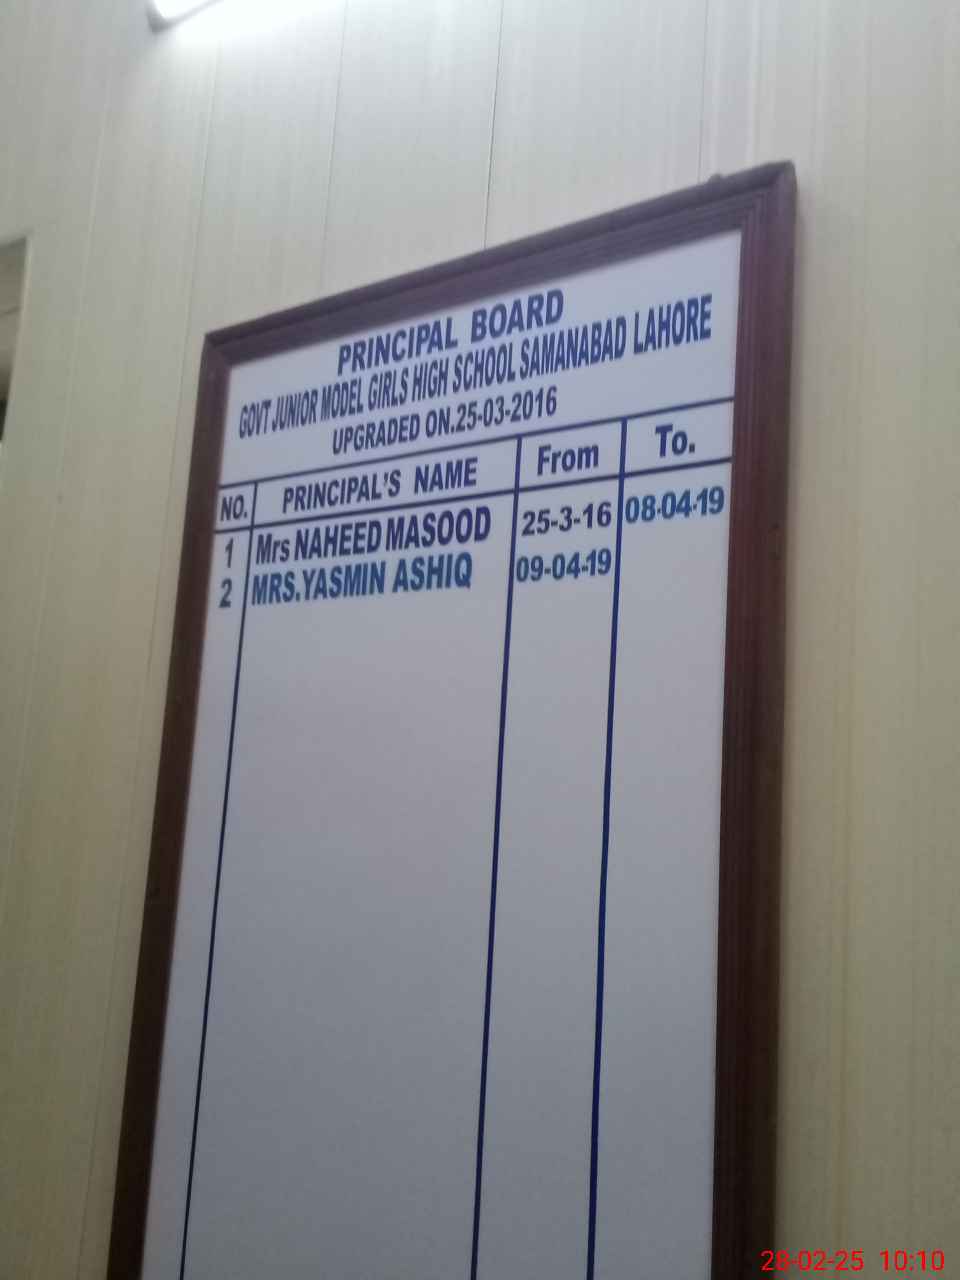 PRINCIPAL BOARD
GOVT JUNIOR MODEL GIRLS HIGH SCHOOL SAMANABAD LAHORE
UPGRADED ON.25-03-2016
NO. PRINCIPAL'S NAME From To.
1 Mrs NAHEED MASOOD 25-3-16 08-04-19
2 MRS.YASMIN ASHIQ 09-04-19
28-02-25 10:10